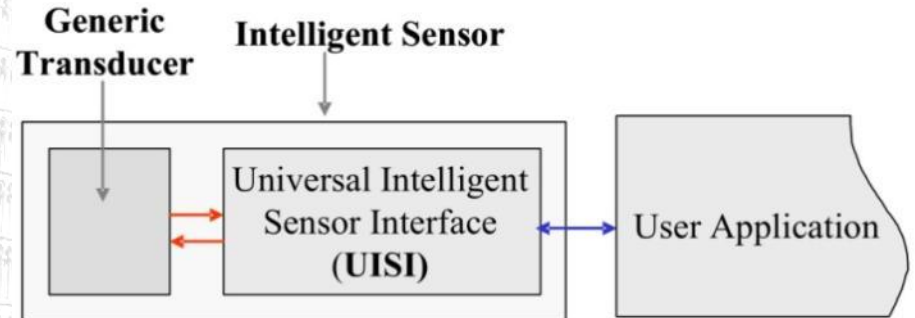 Generic
Transducer
Intelligent Sensor
Universal Intelligent
Sensor Interface
(UISI)
User Application